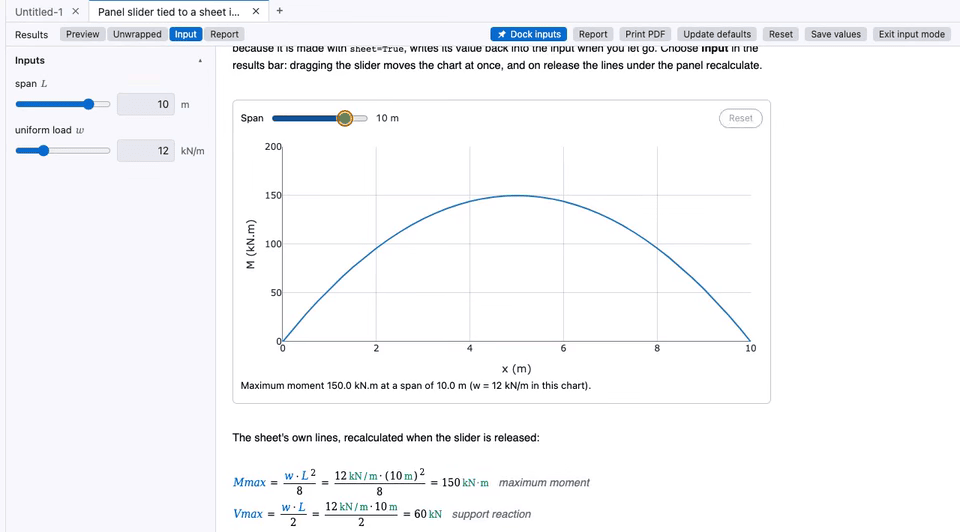 Untitled-1 ✕ Panel slider tied to a sheet i... ✕ +
Results Preview Unwrapped Input Report Dock inputs Report Print PDF Update defaults Reset Save values Exit input mode
Inputs
span L
10 m
uniform load w
12 kN/m
because it is made with sheet=True, writes its value back into the input when you let go. Choose Input in the
results bar: dragging the slider moves the chart at once, and on release the lines under the panel recalculate.
Span 10 m Reset
200
150
100
50
0
M (kN.m)
0 2 4 6 8 10
x (m)
Maximum moment 150.0 kN.m at a span of 10.0 m (w = 12 kN/m in this chart).
The sheet's own lines, recalculated when the slider is released:
Mmax = w · L² / 8 = 12 kN/m · (10 m)² / 8 = 150 kN·m maximum moment
Vmax = w · L / 2 = 12 kN/m · 10 m / 2 = 60 kN support reaction